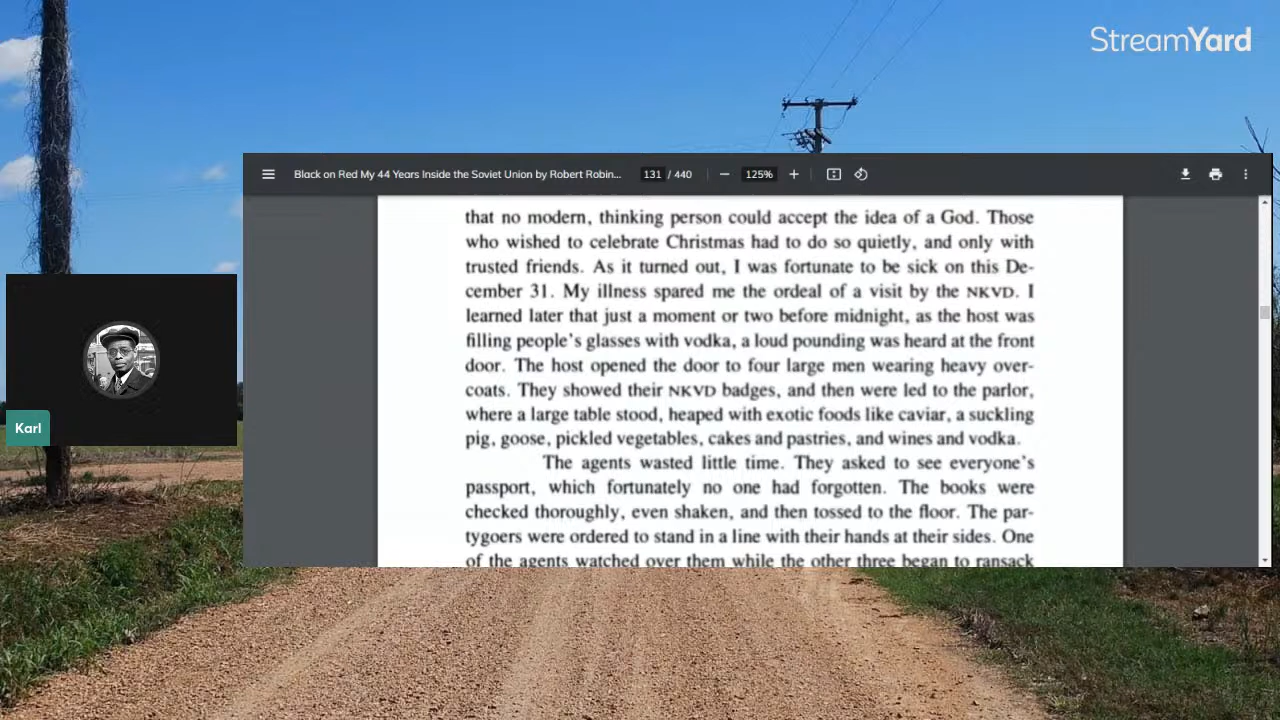 StreamYard
Black on Red My 44 Years Inside the Soviet Union by Robert Robin... 131 / 440 125%
that no modern, thinking person could accept the idea of a God. Those
who wished to celebrate Christmas had to do so quietly, and only with
trusted friends. As it turned out, I was fortunate to be sick on this De-
cember 31. My illness spared me the ordeal of a visit by the NKVD. I
learned later that just a moment or two before midnight, as the host was
filling people's glasses with vodka, a loud pounding was heard at the front
door. The host opened the door to four large men wearing heavy over-
coats. They showed their NKVD badges, and then were led to the parlor,
where a large table stood, heaped with exotic foods like caviar, a suckling
pig, goose, pickled vegetables, cakes and pastries, and wines and vodka.
The agents wasted little time. They asked to see everyone's
passport, which fortunately no one had forgotten. The books were
checked thoroughly, even shaken, and then tossed to the floor. The par-
tygoers were ordered to stand in a line with their hands at their sides. One
of the agents watched over them while the other three began to ransack
Karl